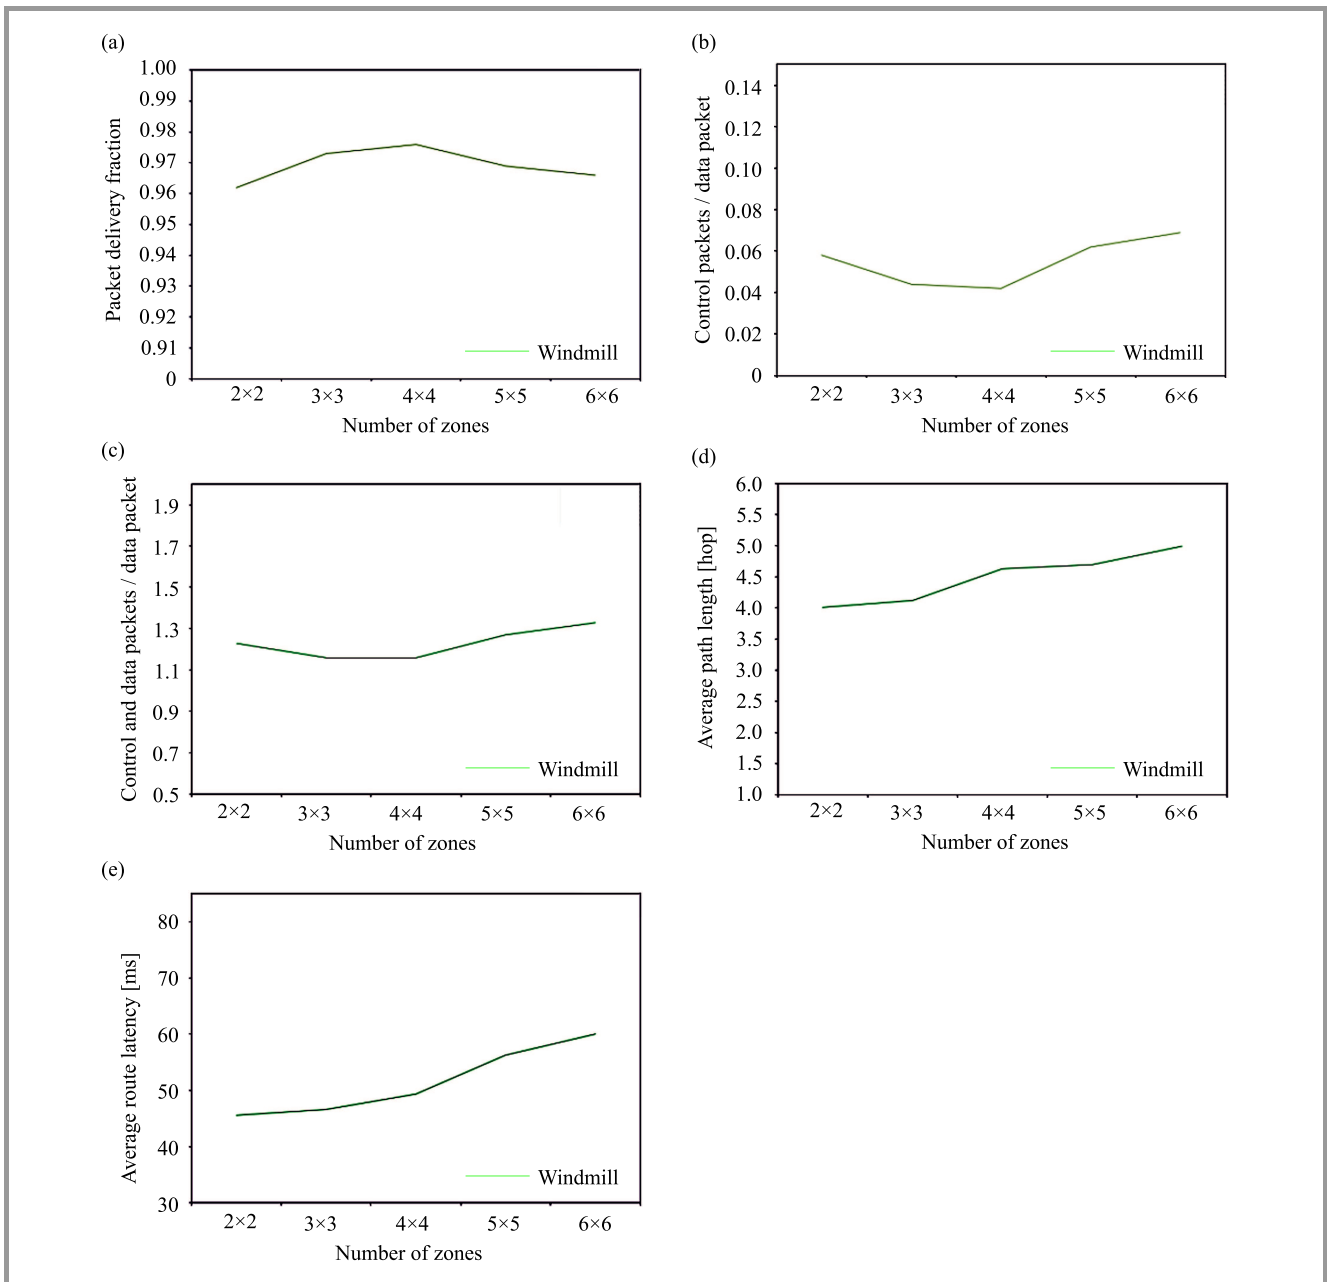 (a)
Packet delivery fraction
1.00
0.99
0.98
0.97
0.96
0.95
0.94
0.93
0.92
0.91
0
Windmill
2×2 3×3 4×4 5×5 6×6
Number of zones
(b)
Control packets / data packet
0.14
0.12
0.10
0.08
0.06
0.04
0.02
0
Windmill
2×2 3×3 4×4 5×5 6×6
Number of zones
(c)
Control and data packets / data packet
1.9
1.7
1.5
1.3
1.1
0.9
0.7
0.5
Windmill
2×2 3×3 4×4 5×5 6×6
Number of zones
(d)
Average path length [hop]
6.0
5.5
5.0
4.5
4.0
3.5
3.0
2.5
2.0
1.5
1.0
Windmill
2×2 3×3 4×4 5×5 6×6
Number of zones
(e)
Average route latency [ms]
80
70
60
50
40
30
Windmill
2×2 3×3 4×4 5×5 6×6
Number of zones